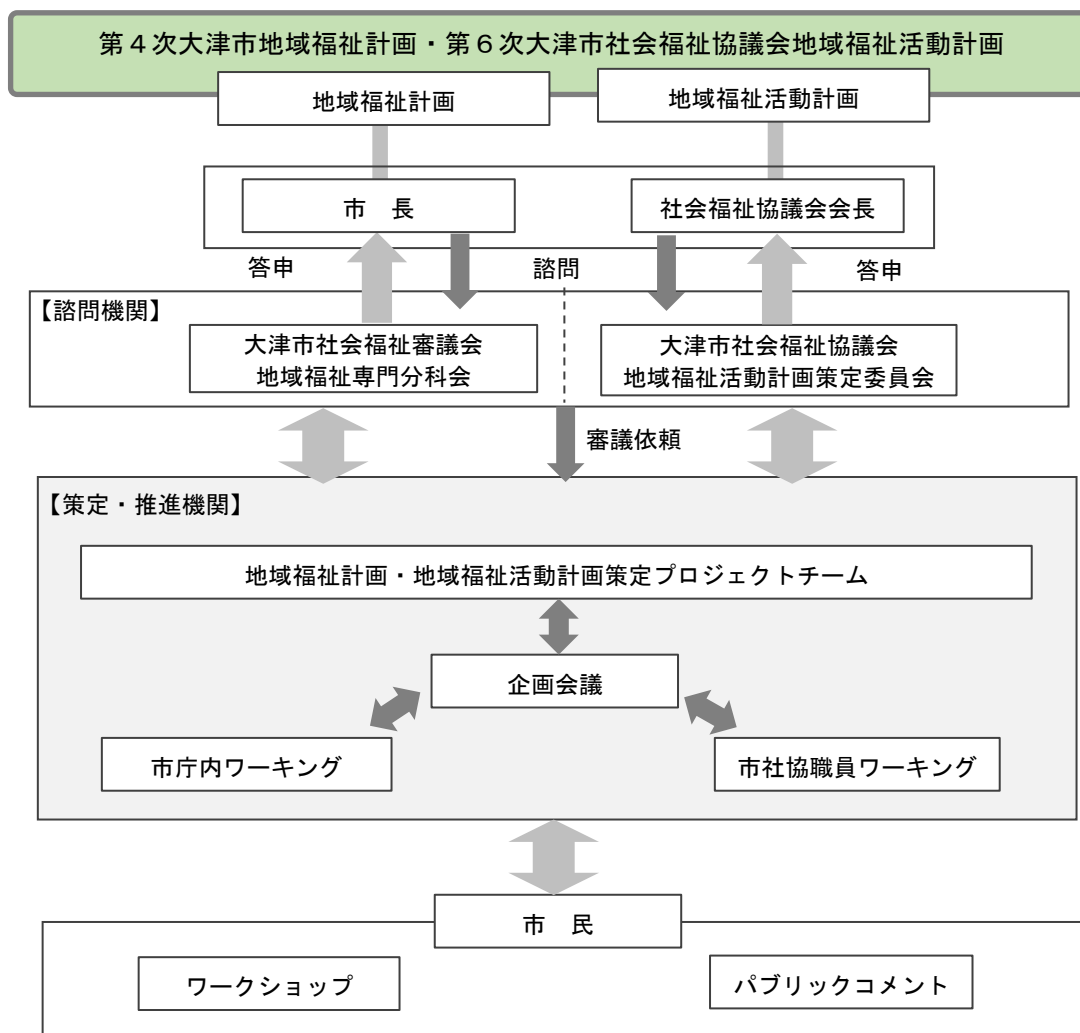 第４次大津市地域福祉計画・第６次大津市社会福祉協議会地域福祉活動計画
地域福祉計画
地域福祉活動計画
市　長
社会福祉協議会会長
答申
諮問
答申
【諮問機関】
大津市社会福祉審議会
地域福祉専門分科会
大津市社会福祉協議会
地域福祉活動計画策定委員会
審議依頼
【策定・推進機関】
地域福祉計画・地域福祉活動計画策定プロジェクトチーム
企画会議
市庁内ワーキング
市社協職員ワーキング
市　民
ワークショップ
パブリックコメント